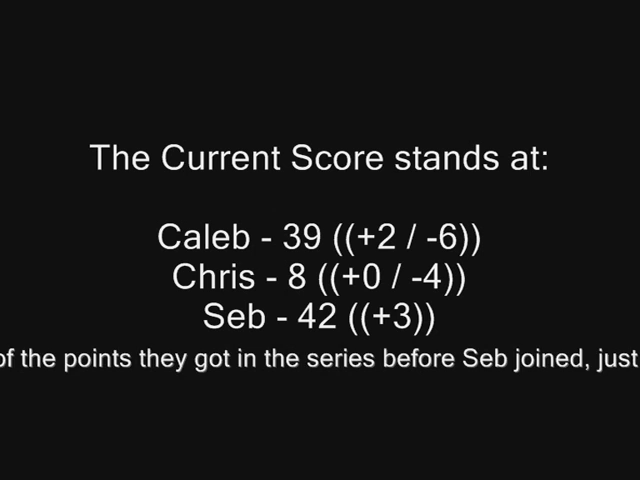 The Current Score stands at:
Caleb - 39 ((+2 / -6))
Chris - 8 ((+0 / -4))
Seb - 42 ((+3))
of the points they got in the series before Seb joined, just